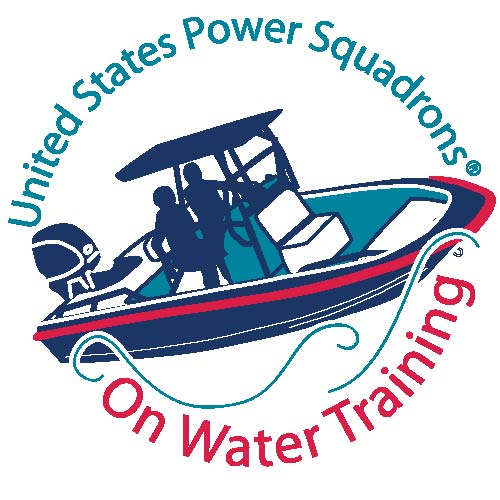 United States Power Squadrons®
On Water Training®